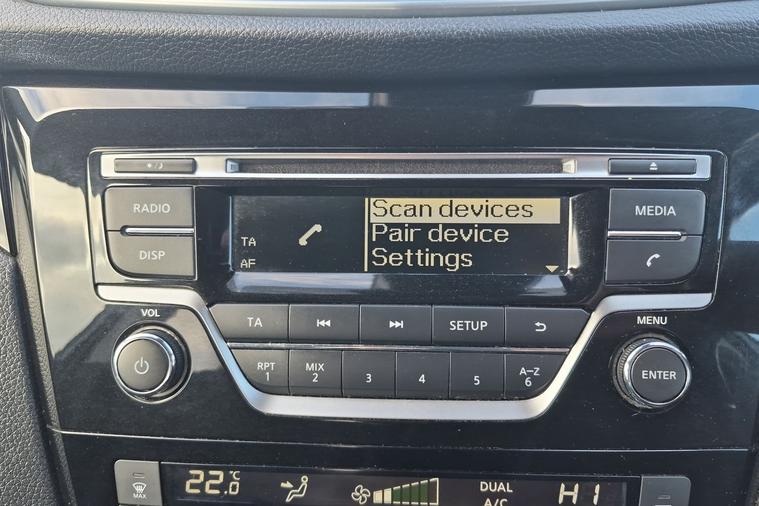 RADIO
DISP
TA
AF
Scan devices
Pair device
Settings
MEDIA
VOL
TA
SETUP
MENU
RPT
1
MIX
2
3
4
5
A–Z
6
ENTER
MAX
22.0 °C
DUAL
A/C
H1